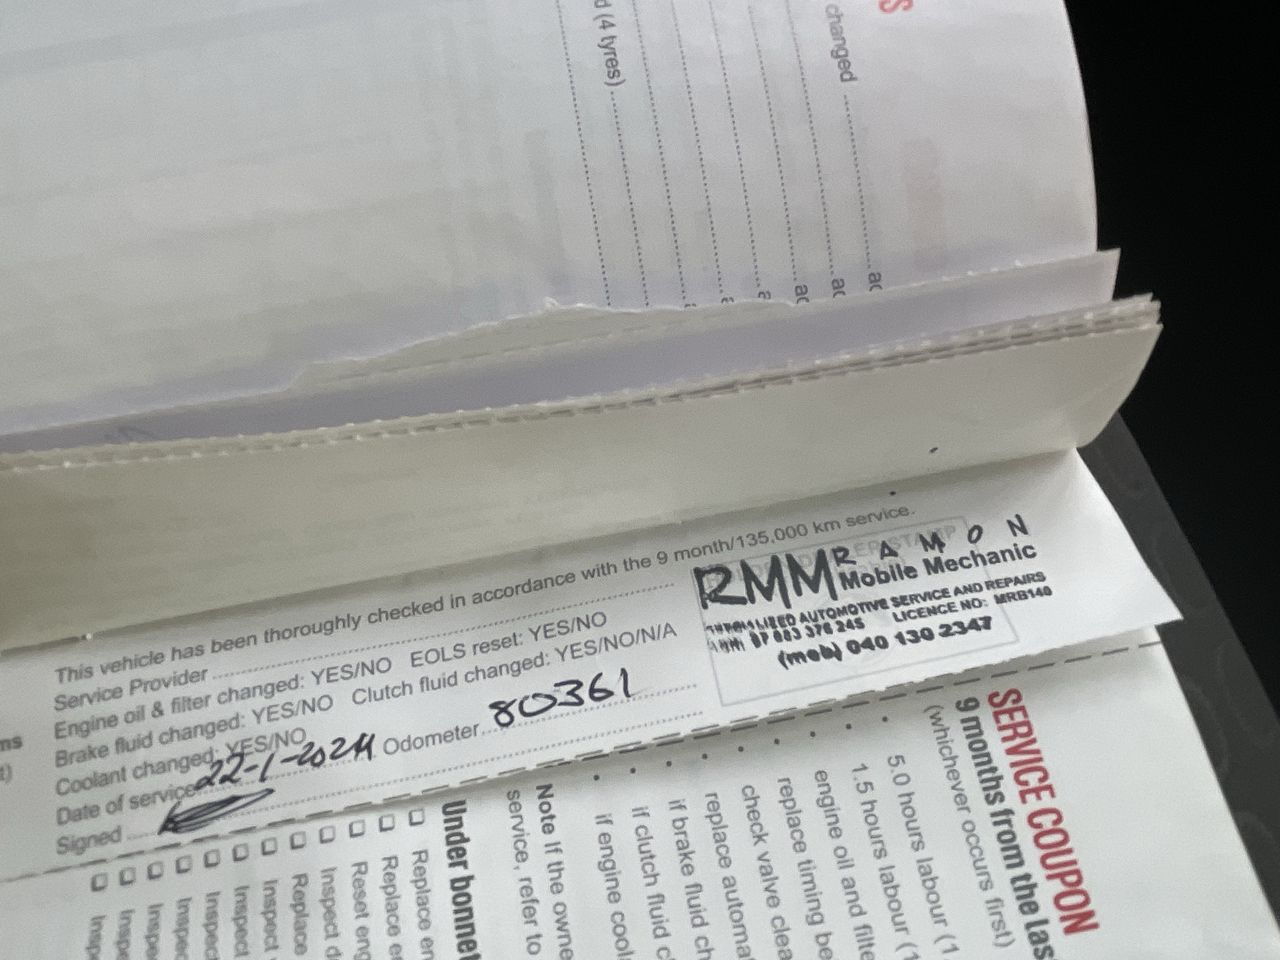 changed
d (4 tyres)
This vehicle has been thoroughly checked in accordance with the 9 month/135,000 km service.
Service Provider
Engine oil & filter changed: YES/NO EOLS reset: YES/NO
Brake fluid changed: YES/NO Clutch fluid changed: YES/NO/N/A
Coolant changed: YES/NO
Date of service 22-1-2024 Odometer 80361
Signed
RMM RAMON
Mobile Mechanic
AUTOMOTIVE SERVICE AND REPAIRS
LICENCE NO: MRB140
(mob) 040 130 2347
SERVICE COUPON
9 months from the las
(whichever occurs first)
5.0 hours labour (1
1.5 hours labour (1
engine oil and filte
replace timing be
check valve clea
replace automa
if brake fluid ch
if clutch fluid c
if engine cool
Note If the owne
service, refer to
Under bonnet
Replace en
Replace e
Reset eng
Inspect d
Replace
Inspect
Inspect
Inspect
Inspec
Inspe
Inspe
Inspe